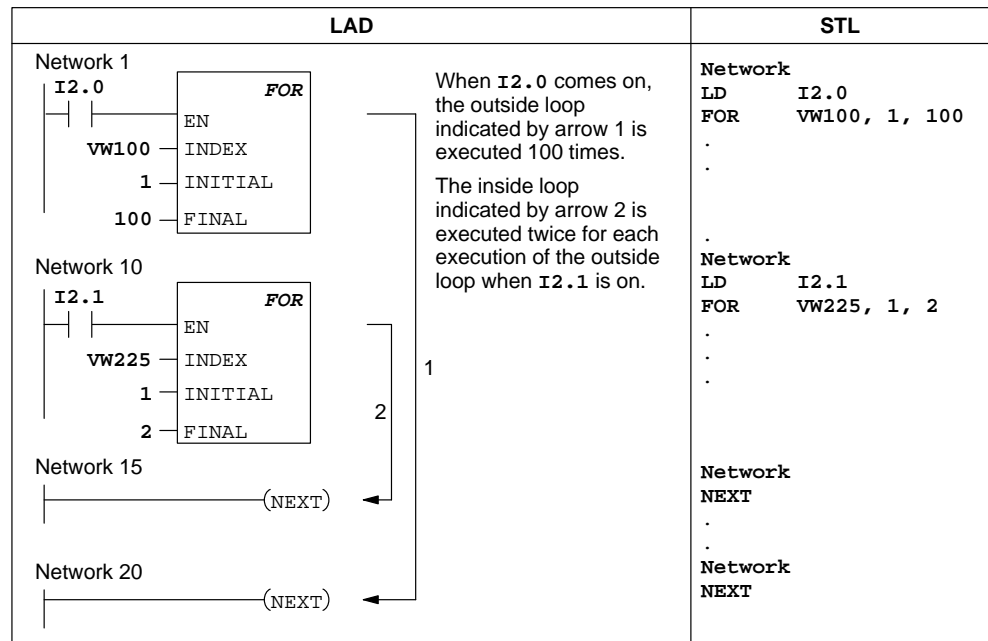 LAD
STL
Network 1
I2.0
FOR
EN
VW100 INDEX
1 INITIAL
100 FINAL
When I2.0 comes on,
the outside loop
indicated by arrow 1 is
executed 100 times.
The inside loop
indicated by arrow 2 is
executed twice for each
execution of the outside
loop when I2.1 is on.
Network 10
I2.1
FOR
EN
VW225 INDEX
1 INITIAL
2 FINAL
1
2
Network 15
(NEXT)
Network 20
(NEXT)
Network
LD I2.0
FOR VW100, 1, 100
.
.
.
Network
LD I2.1
FOR VW225, 1, 2
.
.
.
Network
NEXT
.
.
Network
NEXT